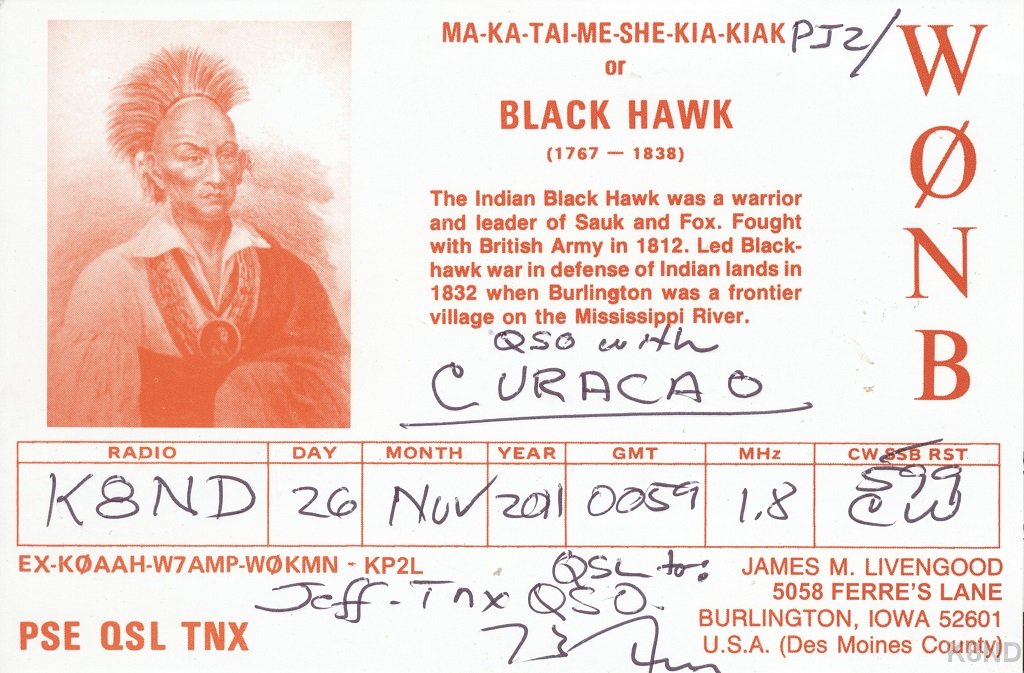 MA-KA-TAI-ME-SHE-KIA-KIAK PJ2/
or
BLACK HAWK
(1767 — 1838)
WØNB
The Indian Black Hawk was a warrior
and leader of Sauk and Fox. Fought
with British Army in 1812. Led Black-
hawk war in defense of Indian lands in
1832 when Burlington was a frontier
village on the Mississippi River.
QSO with
CURACAO
RADIO DAY MONTH YEAR GMT MHz CW SSB RST
K8ND 26 Nov 2011 0059 1.8 599 CW
EX-KØAAH-W7AMP-WØKMN - KP2L
QSL to:
Jeff - Tnx QSO.
73 Jim
PSE QSL TNX
JAMES M. LIVENGOOD
5058 FERRE'S LANE
BURLINGTON, IOWA 52601
U.S.A. (Des Moines County)
K8ND